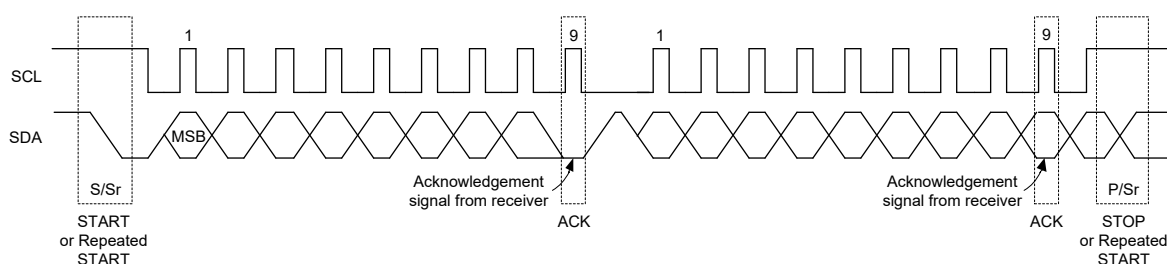 1
9
1
9
SCL
SDA
MSB
S/Sr
Acknowledgement
signal from receiver
Acknowledgement
signal from receiver
P/Sr
START
or Repeated
START
ACK
ACK
STOP
or Repeated
START